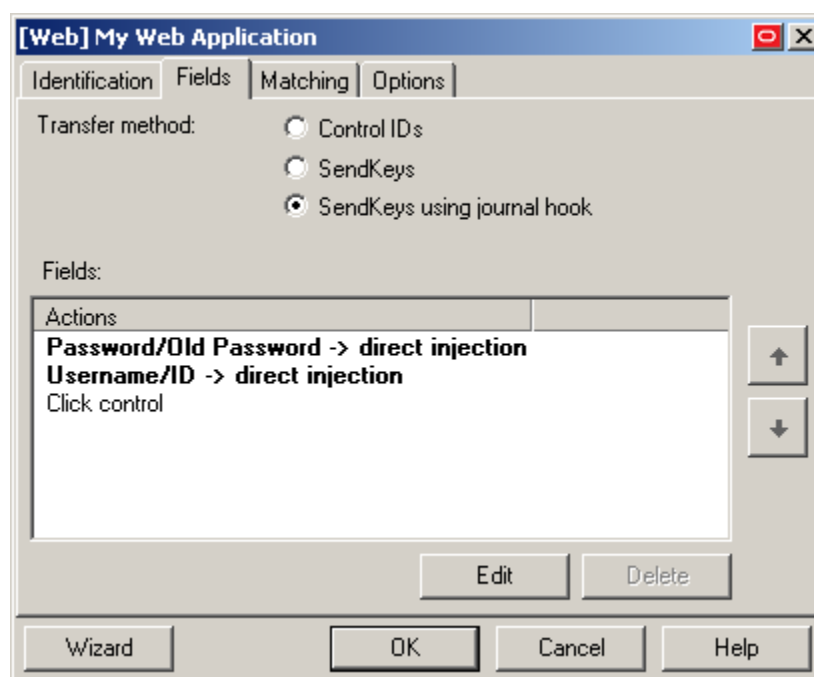 [Web] My Web Application
Identification Fields Matching Options
Transfer method:
Control IDs
SendKeys
SendKeys using journal hook
Fields:
Actions
Password/Old Password -> direct injection
Username/ID -> direct injection
Click control
Edit Delete
Wizard OK Cancel Help